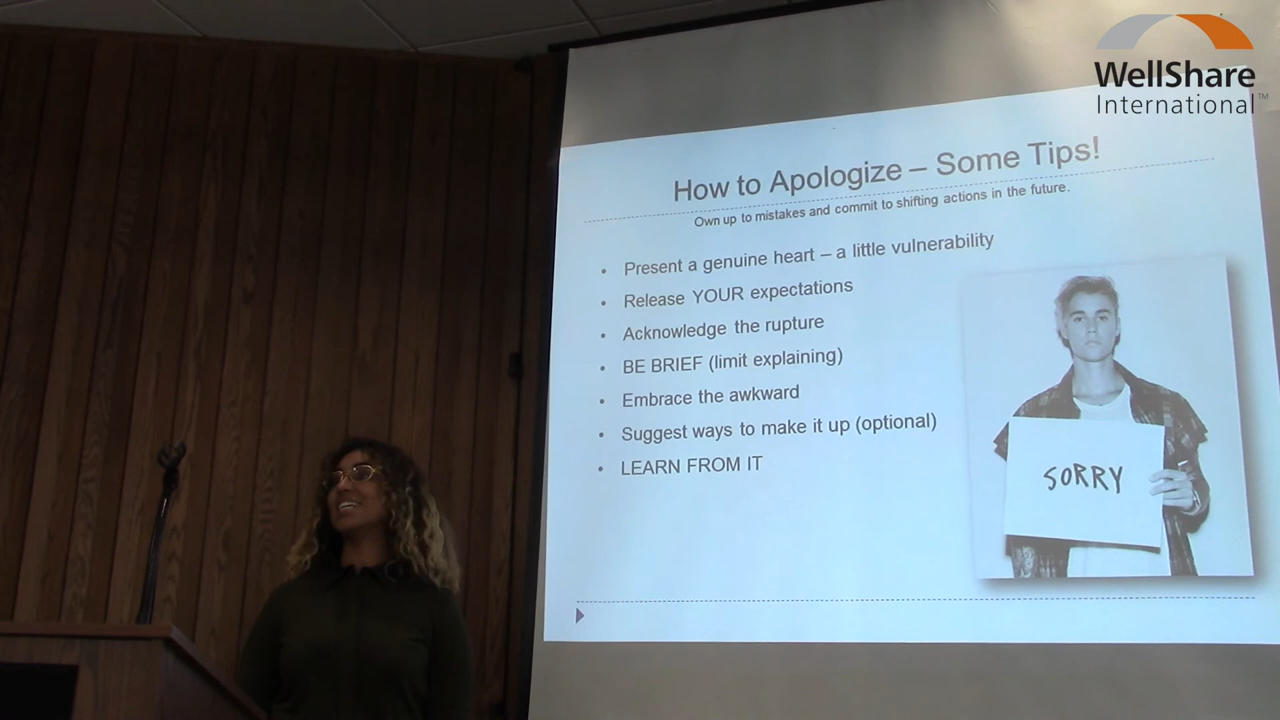 WellShare
International™
How to Apologize – Some Tips!
Own up to mistakes and commit to shifting actions in the future.
• Present a genuine heart – a little vulnerability
• Release YOUR expectations
• Acknowledge the rupture
• BE BRIEF (limit explaining)
• Embrace the awkward
• Suggest ways to make it up (optional)
• LEARN FROM IT
SORRY